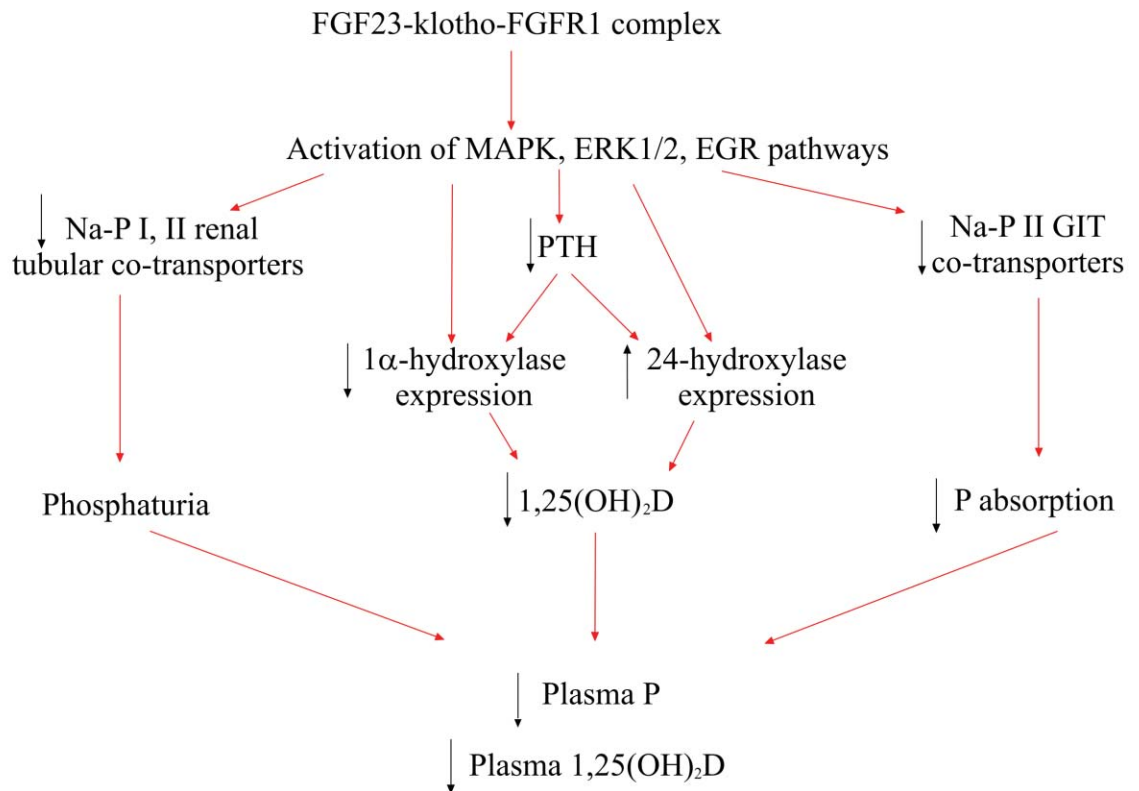 FGF23-klotho-FGFR1 complex
Activation of MAPK, ERK1/2, EGR pathways
Na-P I, II renal
tubular co-transporters
PTH
Na-P II GIT
co-transporters
1α-hydroxylase
expression
24-hydroxylase
expression
Phosphaturia
1,25(OH)₂D
P absorption
Plasma P
Plasma 1,25(OH)₂D